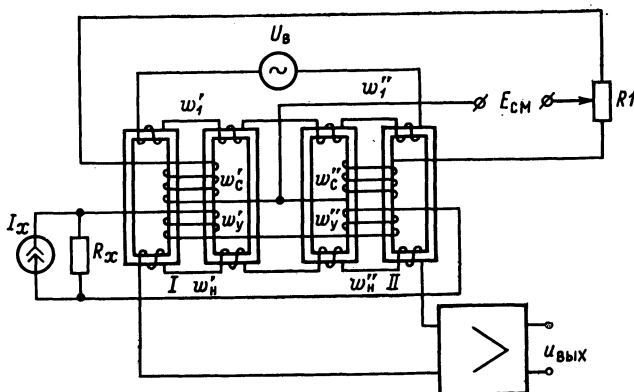 U_в
w₁′ w₁″ E_см R1
w_с′ w_с″
I_x R_x w_у′ w_у″
I w_н′ w_н″ II
>
u_вых